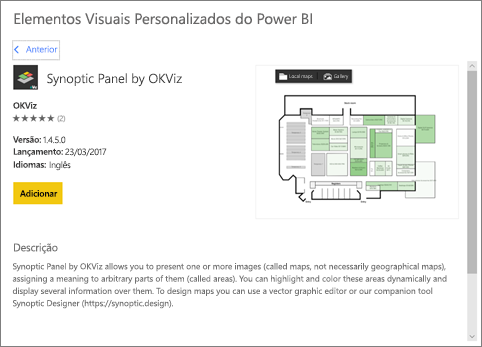 Elementos Visuais Personalizados do Power BI
Anterior
Synoptic Panel by OKViz
OKViz
(2)
Versão: 1.4.5.0
Lançamento: 23/03/2017
Idiomas: Inglês
Adicionar
Local maps Gallery
Descrição
Synoptic Panel by OKViz allows you to present one or more images (called maps, not necessarily geographical maps),
assigning a meaning to arbitrary parts of them (called areas). You can highlight and color these areas dynamically and
display several information over them. To design maps you can use a vector graphic editor or our companion tool
Synoptic Designer (https://synoptic.design).